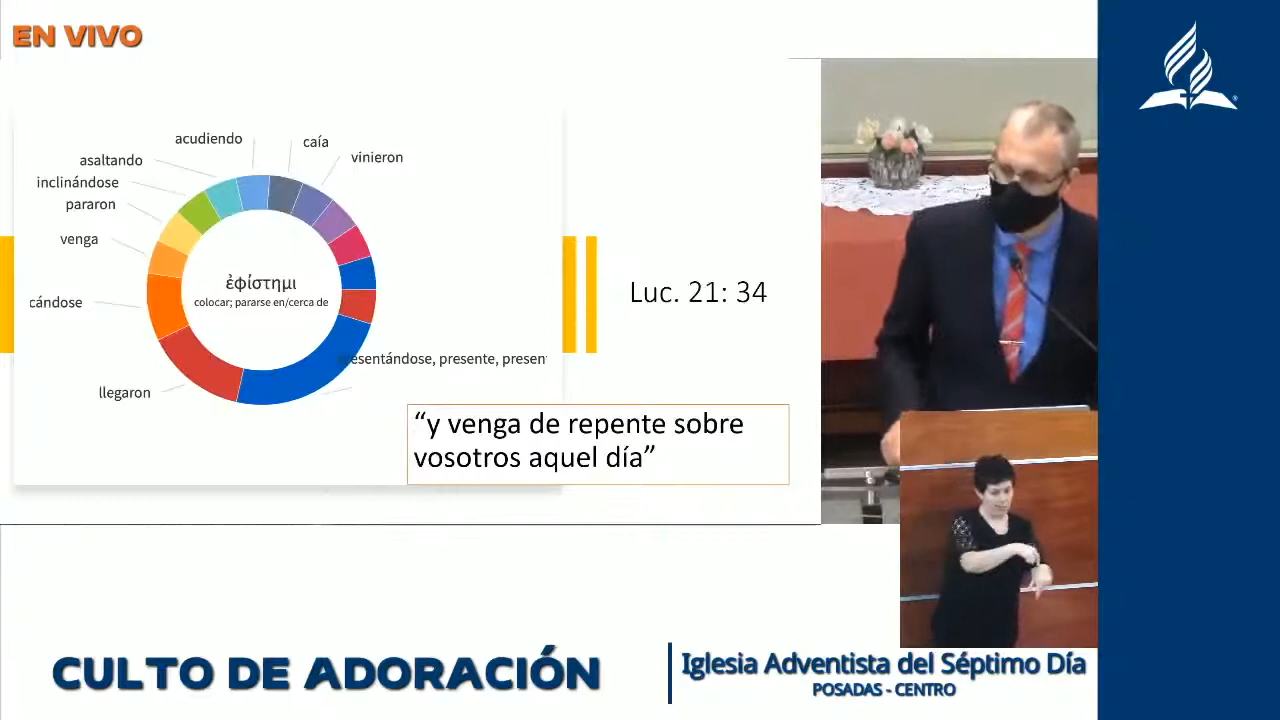 EN VIVO
acudiendo
caía
asaltando
vinieron
inclinándose
pararon
venga
ἐφίστημι
colocar; pararse en/cerca de
cándose
Luc. 21: 34
esentándose, presente, presen
llegaron
“y venga de repente sobre
vosotros aquel día”
CULTO DE ADORACIÓN
Iglesia Adventista del Séptimo Día
POSADAS - CENTRO